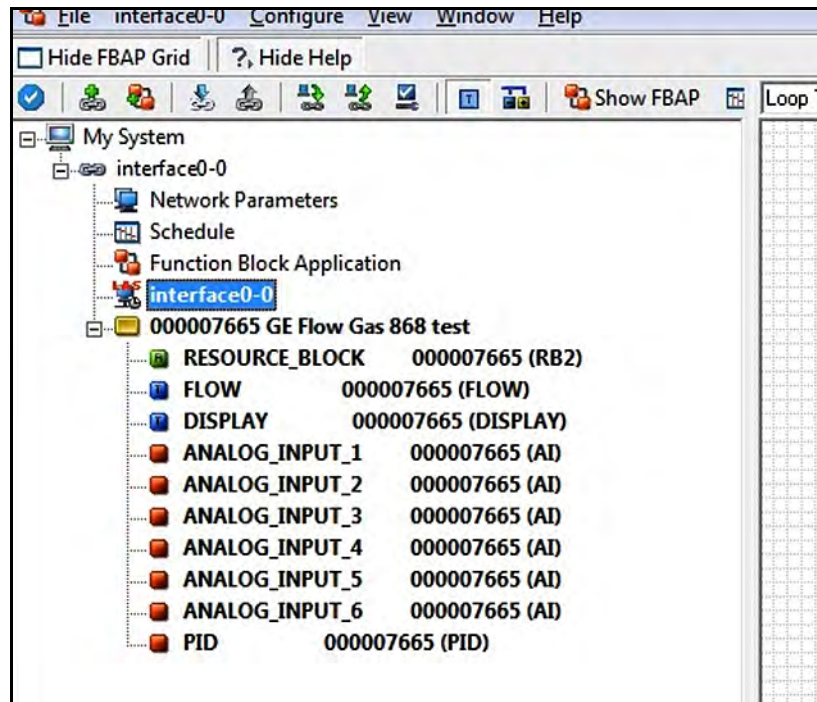 File interface0-0 Configure View Window Help
Hide FBAP Grid ?, Hide Help
T Show FBAP Loop
My System
interface0-0
Network Parameters
Schedule
Function Block Application
LAS interface0-0
000007665 GE Flow Gas 868 test
R RESOURCE_BLOCK 000007665 (RB2)
T FLOW 000007665 (FLOW)
T DISPLAY 000007665 (DISPLAY)
ANALOG_INPUT_1 000007665 (AI)
ANALOG_INPUT_2 000007665 (AI)
ANALOG_INPUT_3 000007665 (AI)
ANALOG_INPUT_4 000007665 (AI)
ANALOG_INPUT_5 000007665 (AI)
ANALOG_INPUT_6 000007665 (AI)
PID 000007665 (PID)